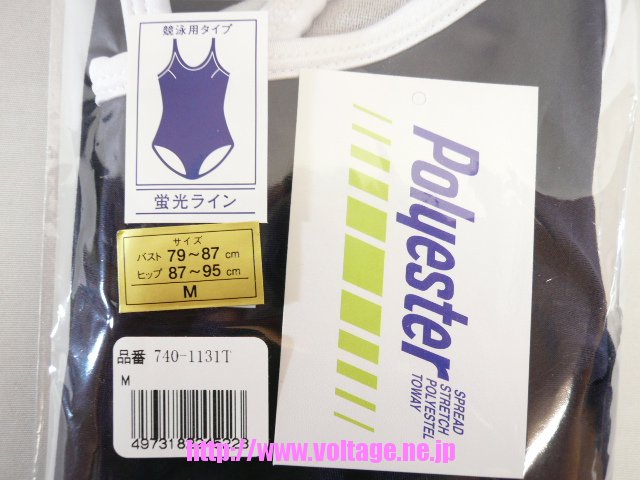 競泳用タイプ
蛍光ライン
サイズ
バスト 79～87 cm
ヒップ 87～95 cm
M
品番 740-1131T
M
Polyester
SPREAD
STRETCH
POLYESTEL
TOWAY
http://www.voltage.ne.jp